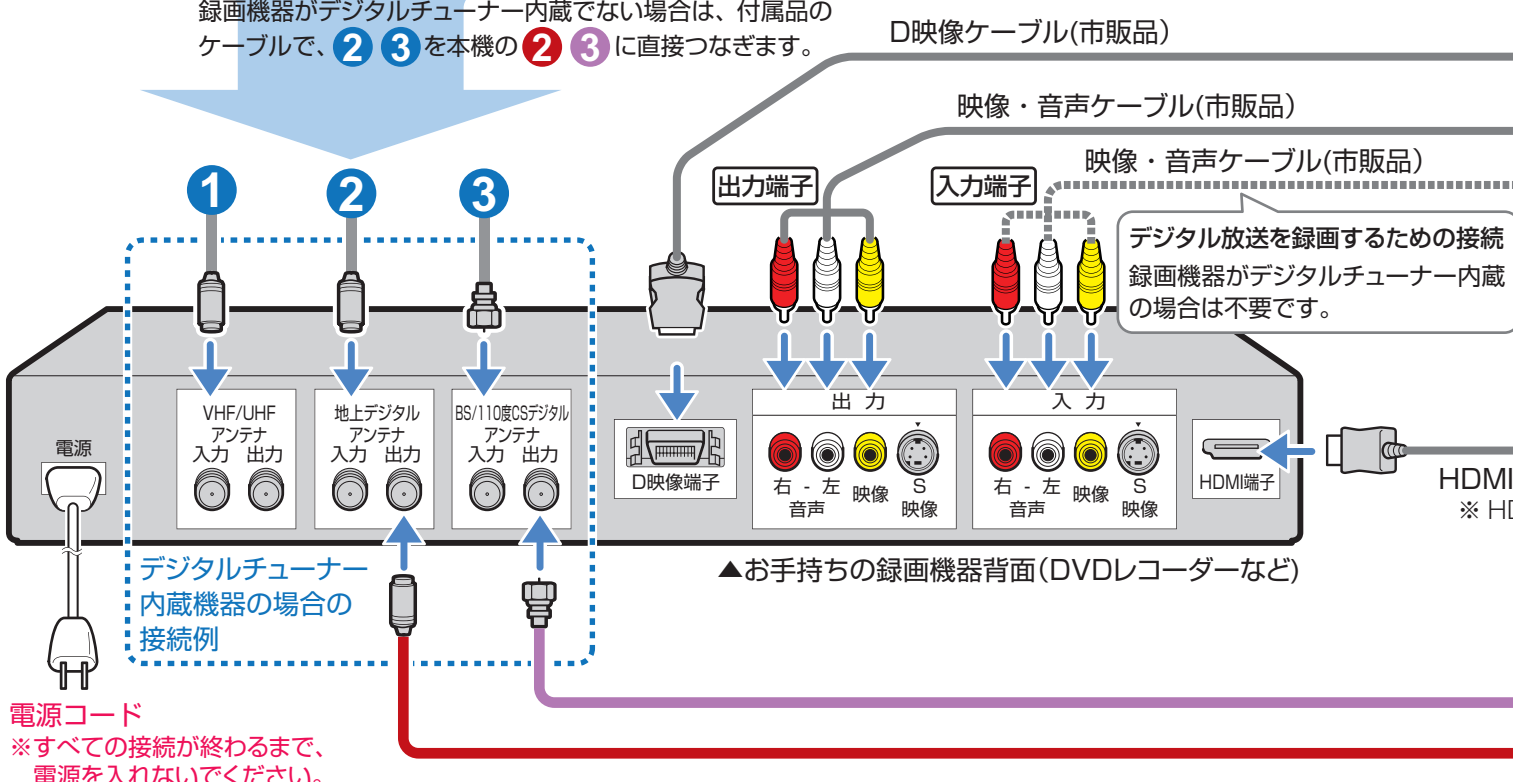 録画機器がデジタルチューナー内蔵でない場合は、付属品の
ケーブルで、2 3 を本機の 2 3 に直接つなぎます。
D映像ケーブル(市販品)
映像・音声ケーブル(市販品)
映像・音声ケーブル(市販品)
1
2
3
出力端子
入力端子
デジタル放送を録画するための接続
録画機器がデジタルチューナー内蔵
の場合は不要です。
電源
VHF/UHF
アンテナ
入力 出力
地上デジタル
アンテナ
入力 出力
BS/110度CSデジタル
アンテナ
入力 出力
D映像端子
出 力
右 - 左
音声
映像
S
映像
入 力
右 - 左
音声
映像
S
映像
HDMI端子
HDMI
※ HD
▲お手持ちの録画機器背面(DVDレコーダーなど)
デジタルチューナー
内蔵機器の場合の
接続例
電源コード
※すべての接続が終わるまで、
電源を入れないでください。